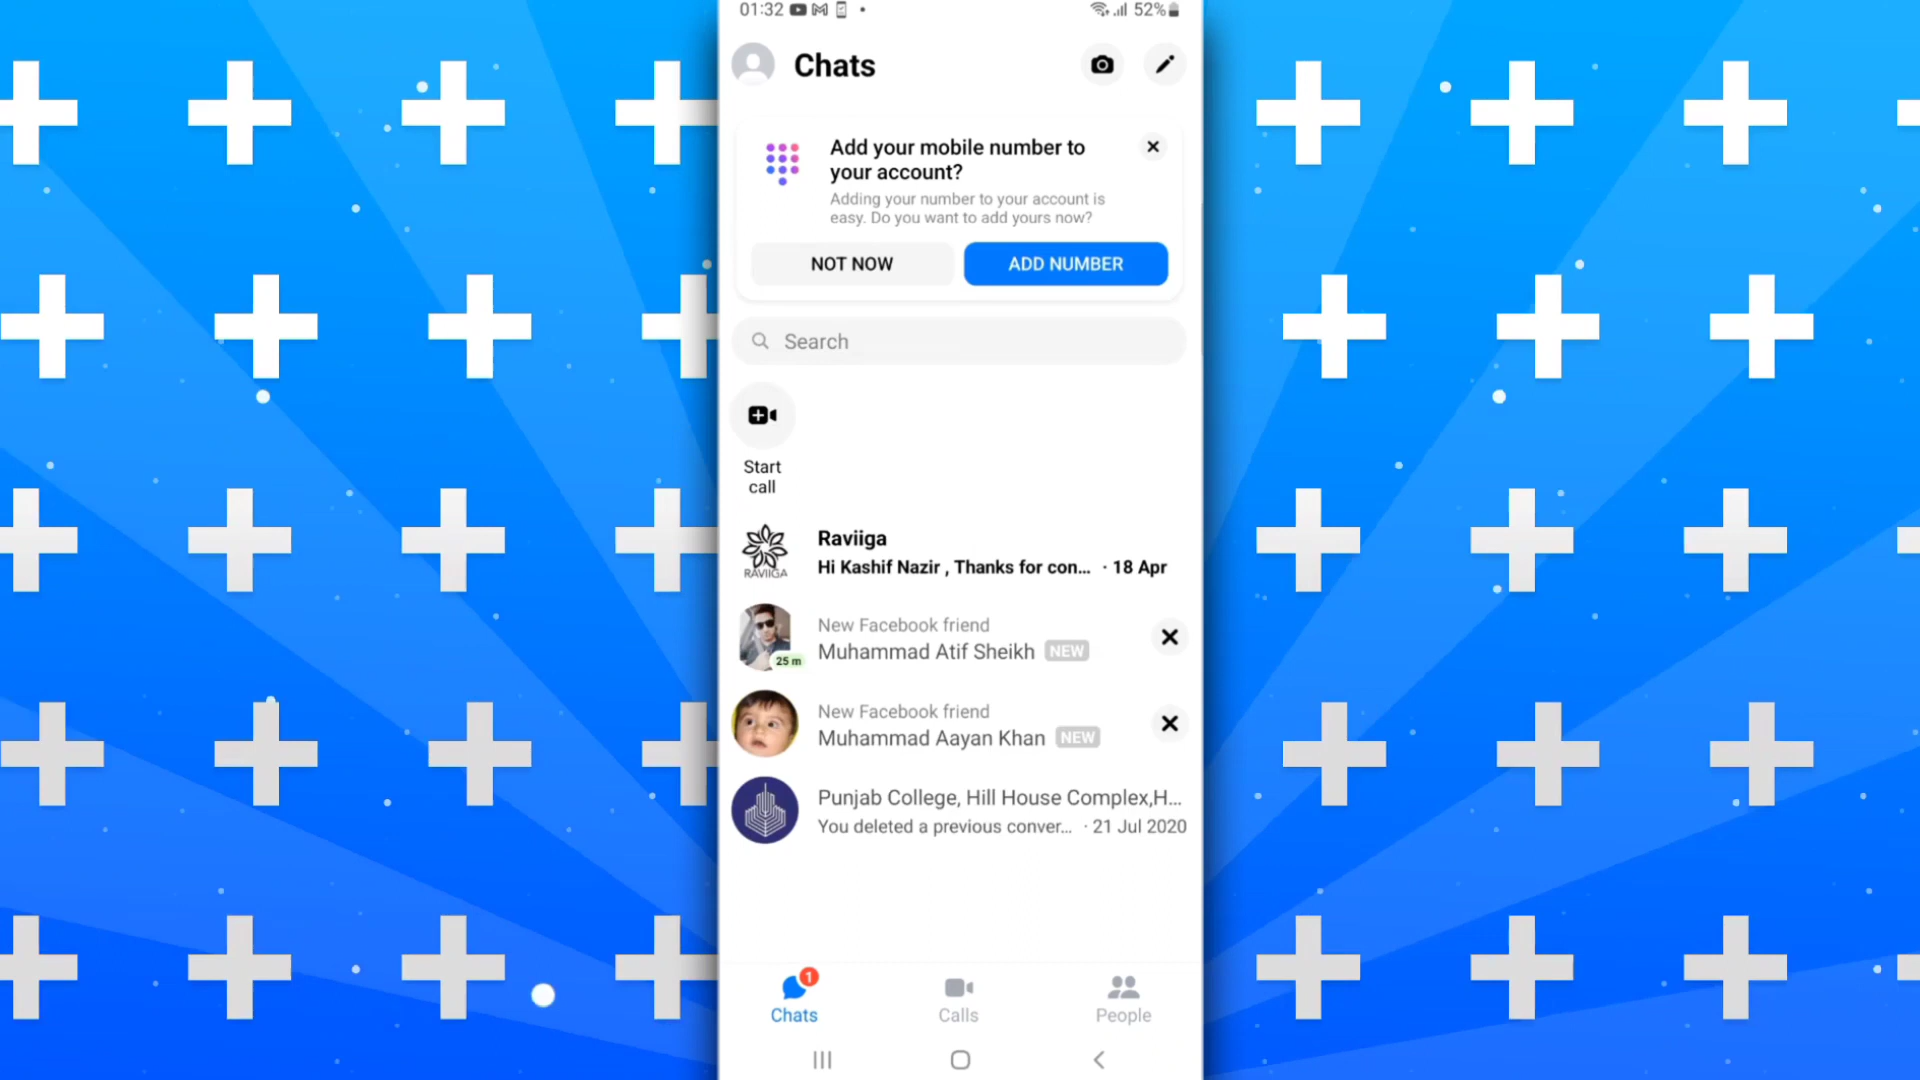 01:32
52%
Chats
Add your mobile number to
your account?
Adding your number to your account is
easy. Do you want to add yours now?
NOT NOW
ADD NUMBER
Search
Start
call
Raviiga
RAVIIGA
Hi Kashif Nazir , Thanks for con... · 18 Apr
New Facebook friend
Muhammad Atif Sheikh NEW
25 m
New Facebook friend
Muhammad Aayan Khan NEW
Punjab College, Hill House Complex,H...
You deleted a previous conver... · 21 Jul 2020
1
Chats
Calls
People